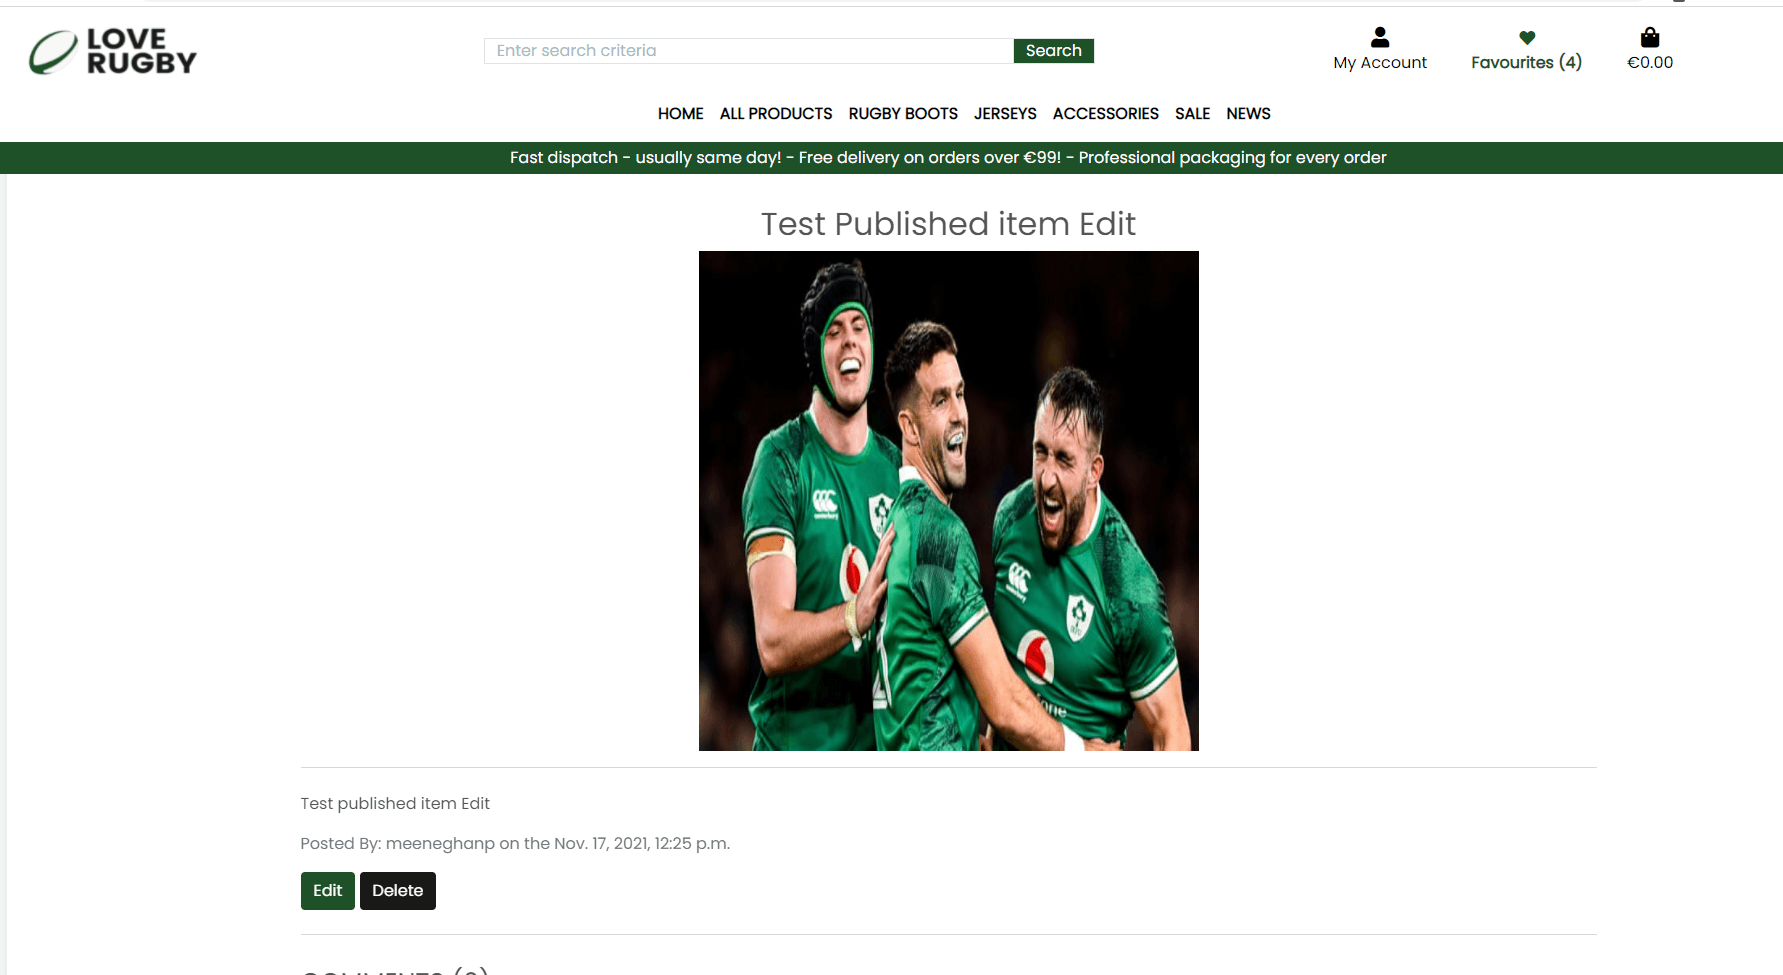 LOVE
RUGBY
Enter search criteria
Search
My Account
Favourites (4)
€0.00
HOME ALL PRODUCTS RUGBY BOOTS JERSEYS ACCESSORIES SALE NEWS
Fast dispatch - usually same day! - Free delivery on orders over €99! - Professional packaging for every order
Test Published item Edit
Test published item Edit
Posted By: meeneghanp on the Nov. 17, 2021, 12:25 p.m.
Edit
Delete